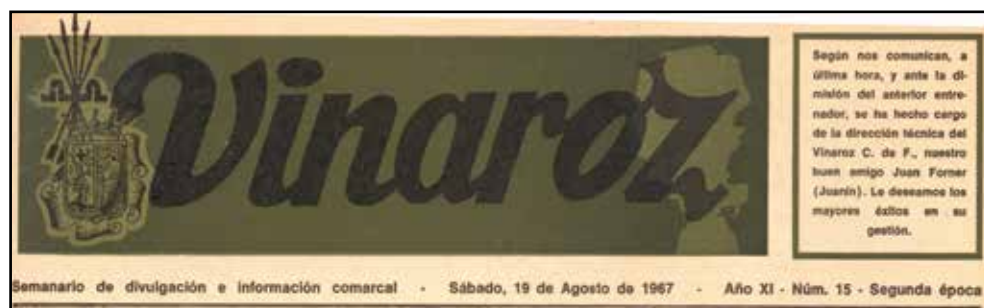 Vinaroz
Según nos comunican, a
última hora, y ante la di-
misión del anterior entre-
nador, se ha hecho cargo
de la dirección técnica del
Vinaroz C. de F., nuestro
buen amigo Juan Forner
(Juanín). Le deseamos los
mayores éxitos en su
gestión.
Semanario de divulgación e información comarcal - Sábado, 19 de Agosto de 1967 - Año XI - Núm. 15 - Segunda época